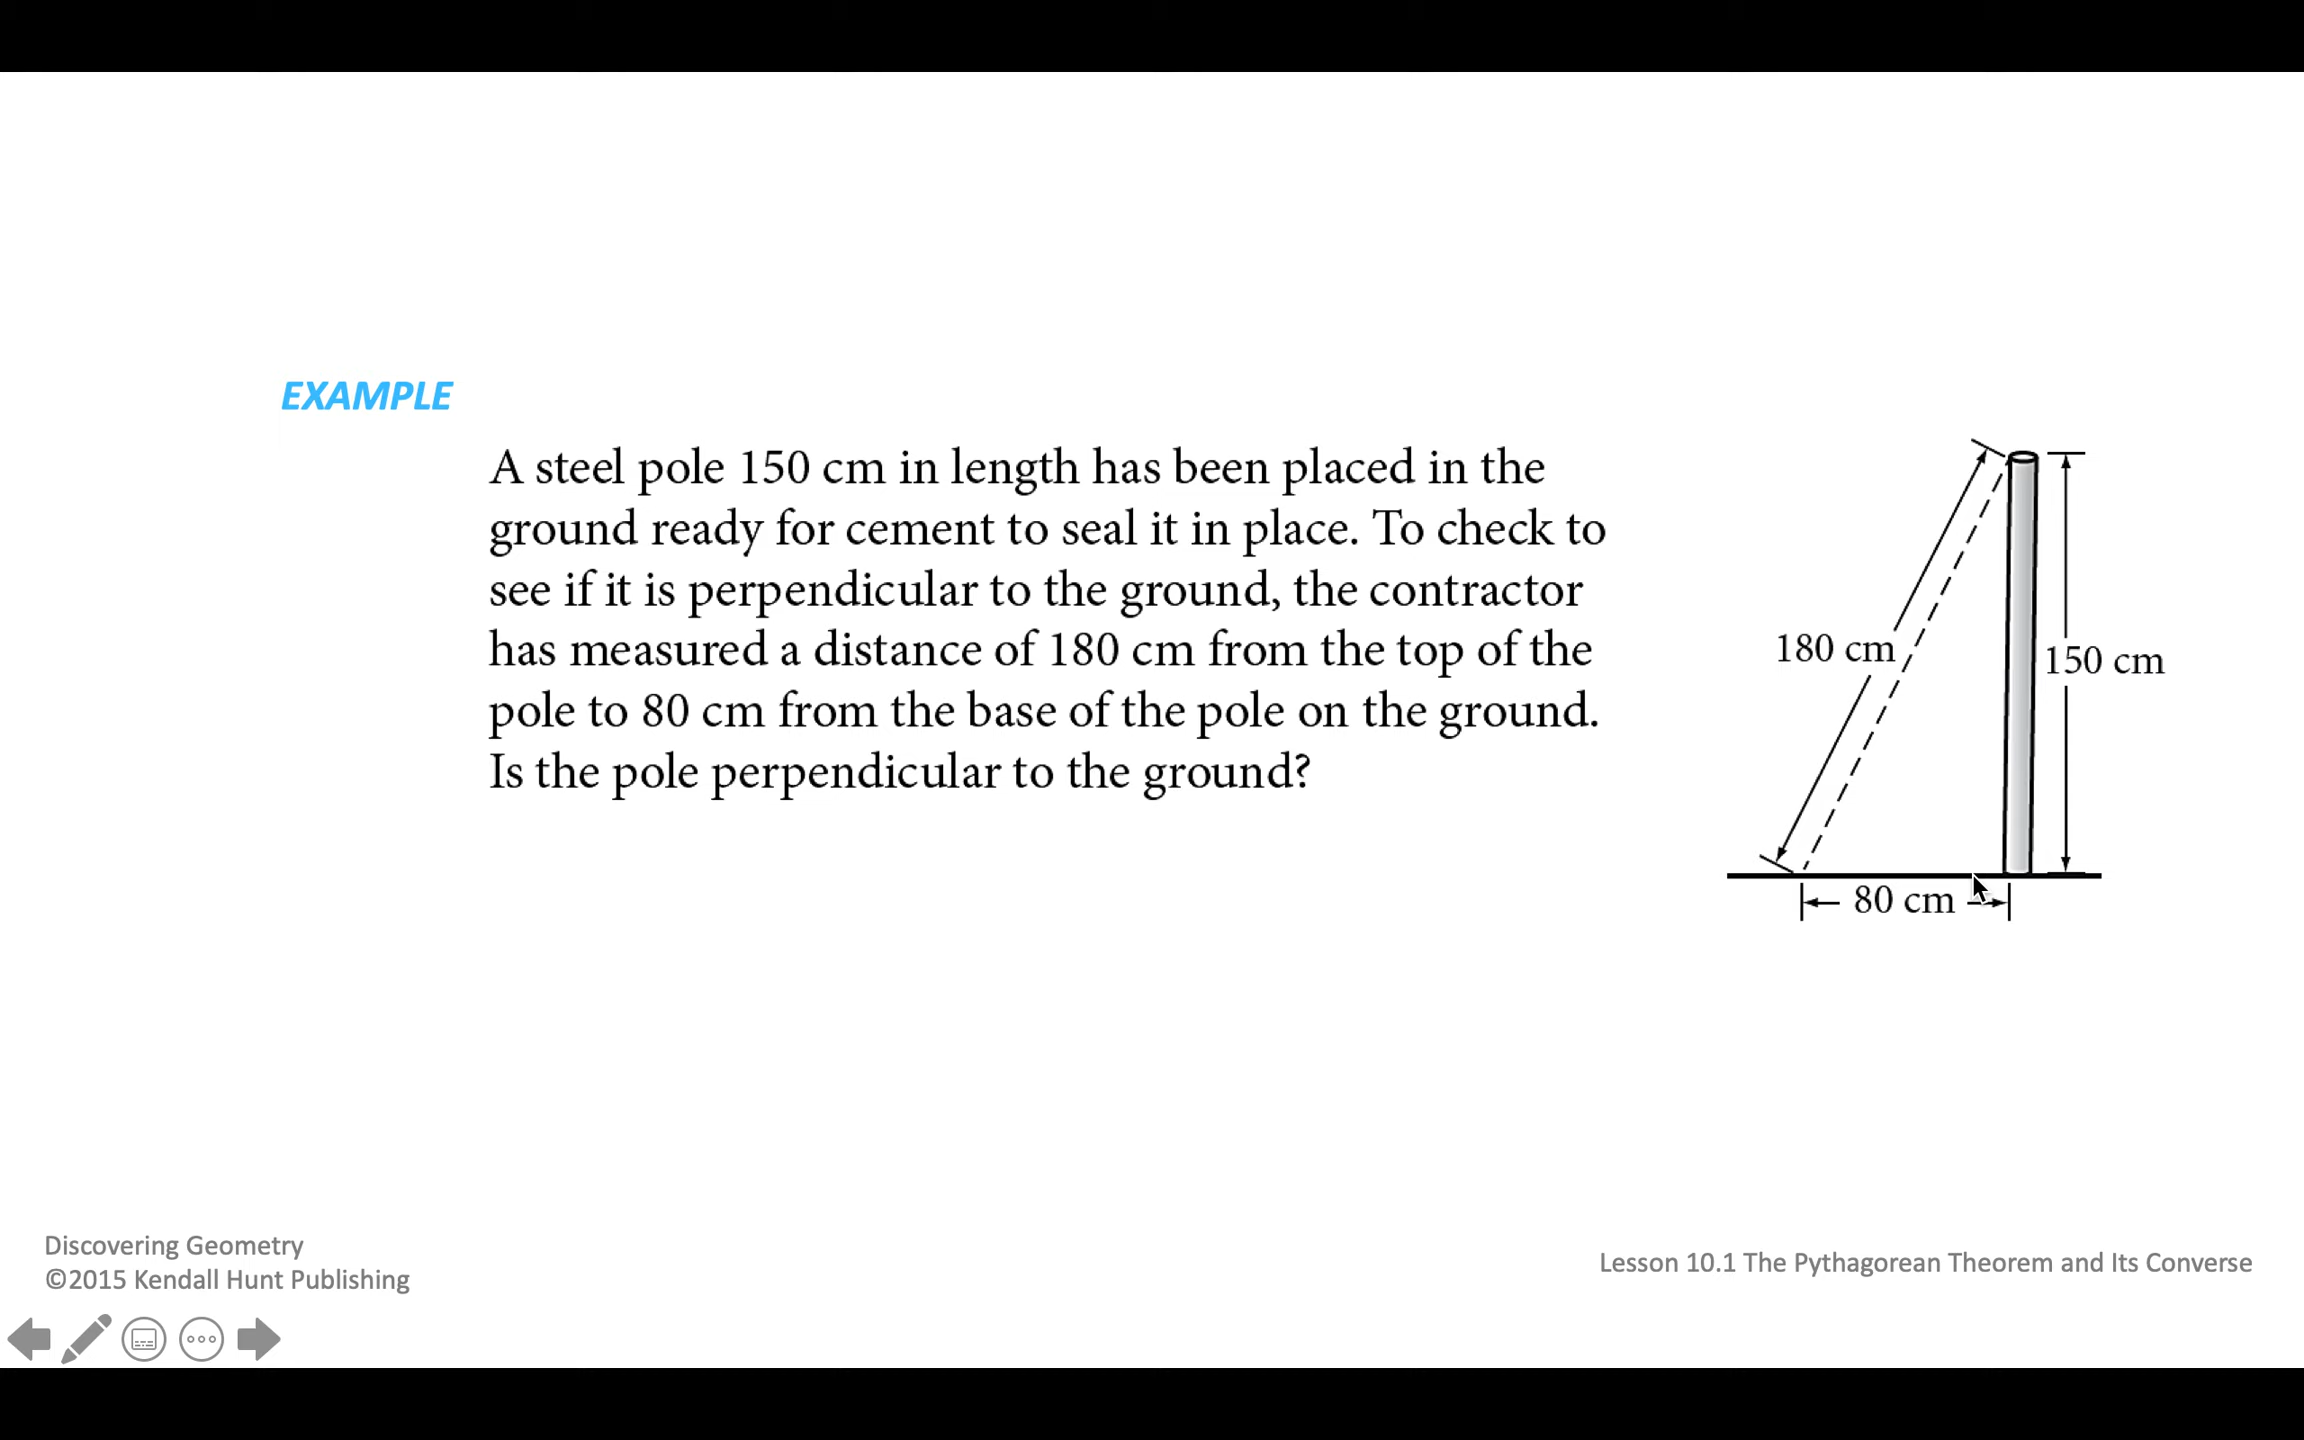 EXAMPLE
A steel pole 150 cm in length has been placed in the
ground ready for cement to seal it in place. To check to
see if it is perpendicular to the ground, the contractor
has measured a distance of 180 cm from the top of the
pole to 80 cm from the base of the pole on the ground.
Is the pole perpendicular to the ground?
180 cm
150 cm
80 cm
Discovering Geometry
©2015 Kendall Hunt Publishing
Lesson 10.1 The Pythagorean Theorem and Its Converse